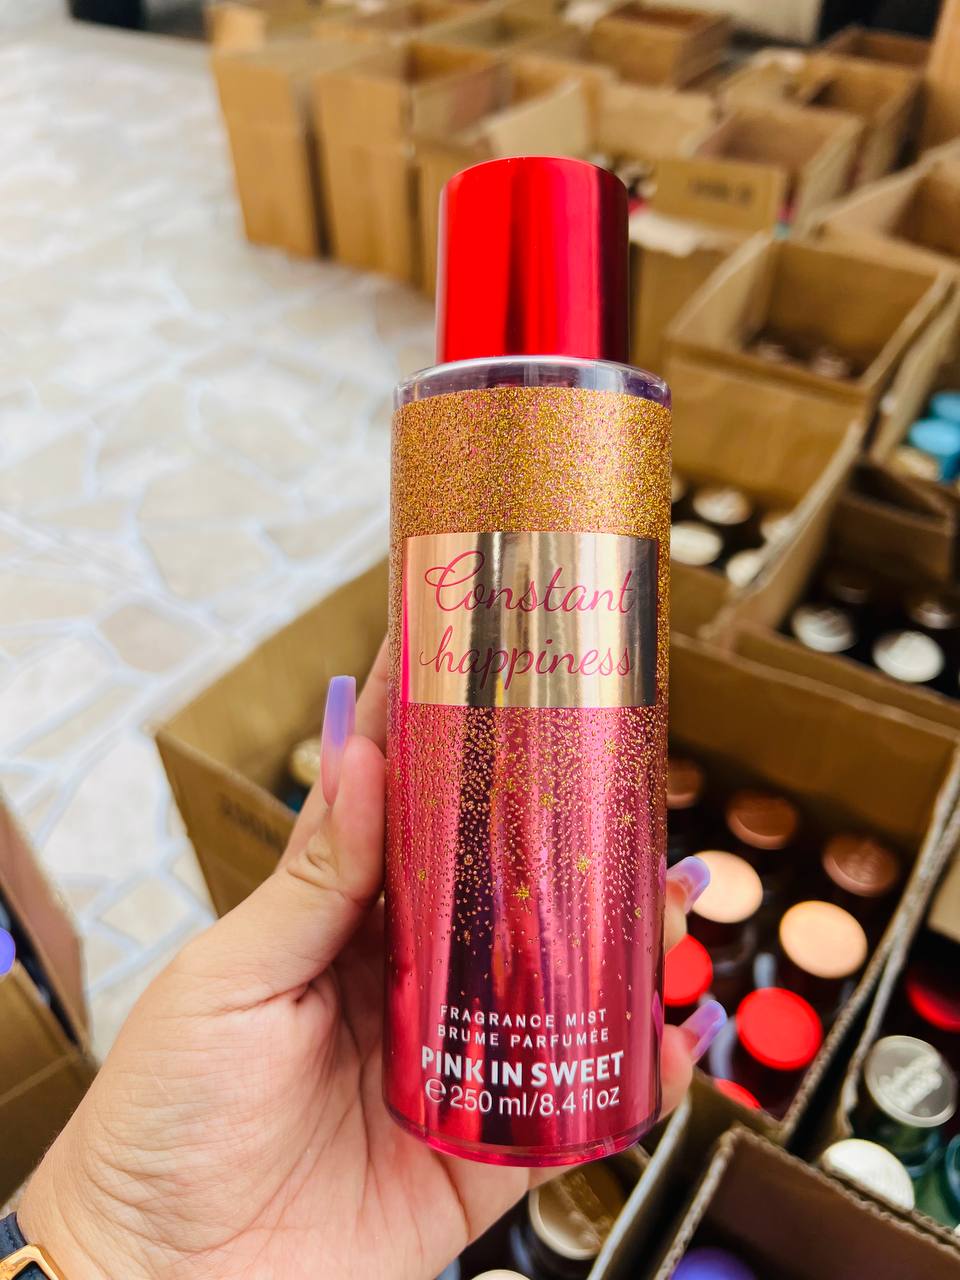 Constant
happiness
FRAGRANCE MIST
BRUME PARFUMÉE
PINK IN SWEET
℮ 250 ml/8.4 fl oz